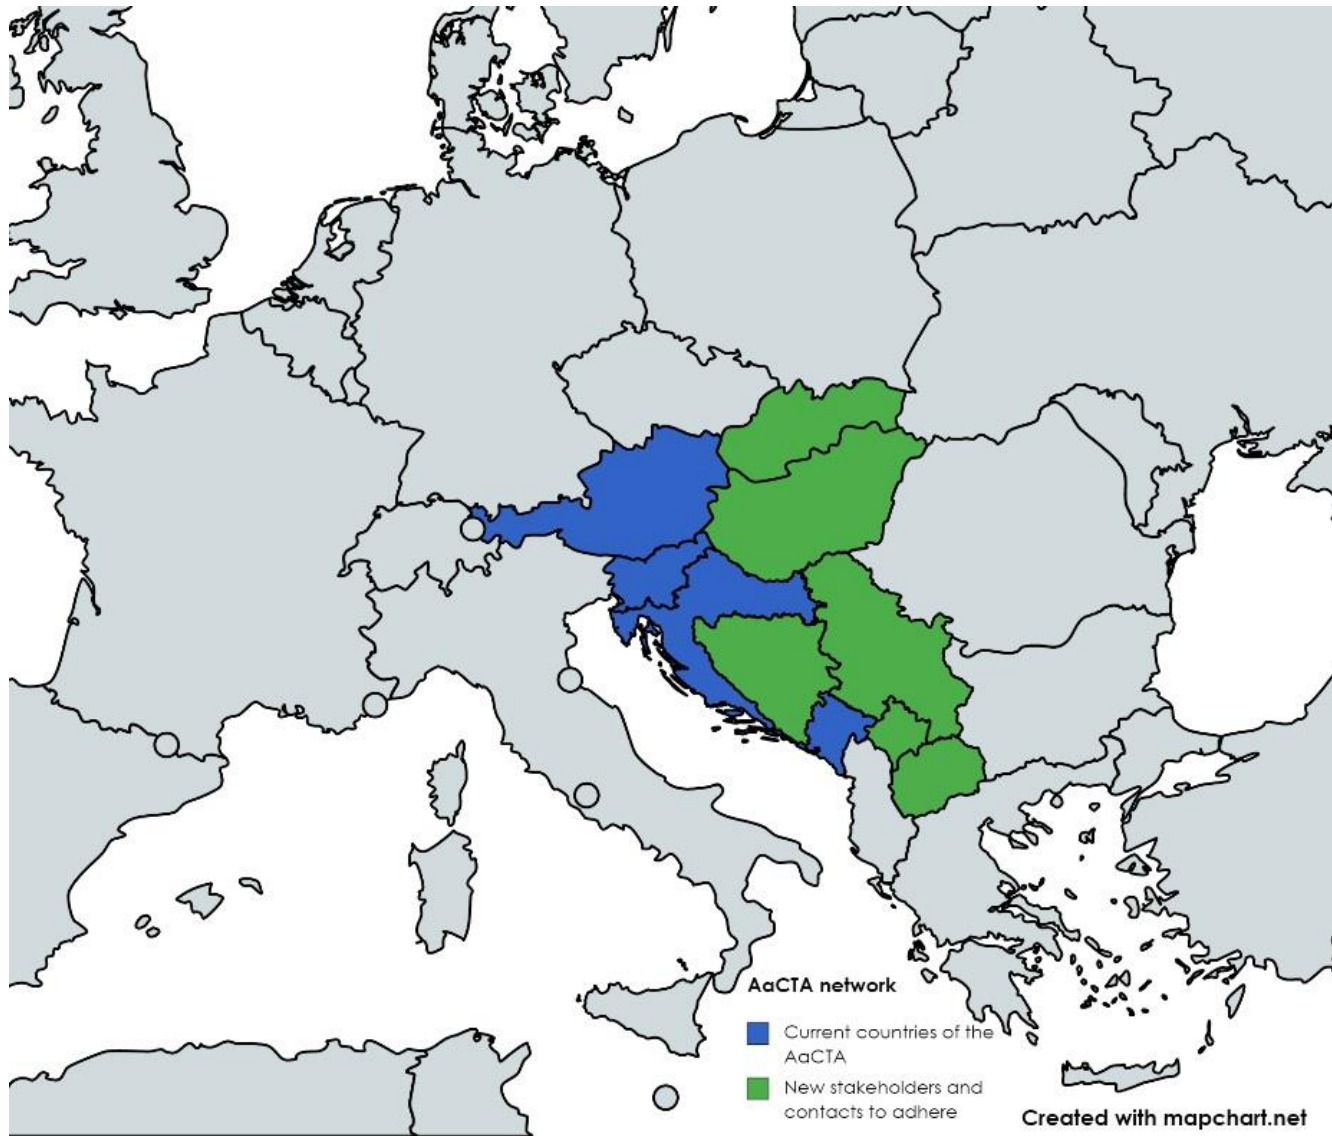 AaCTA network
Current countries of the
AaCTA
New stakeholders and
contacts to adhere
Created with mapchart.net